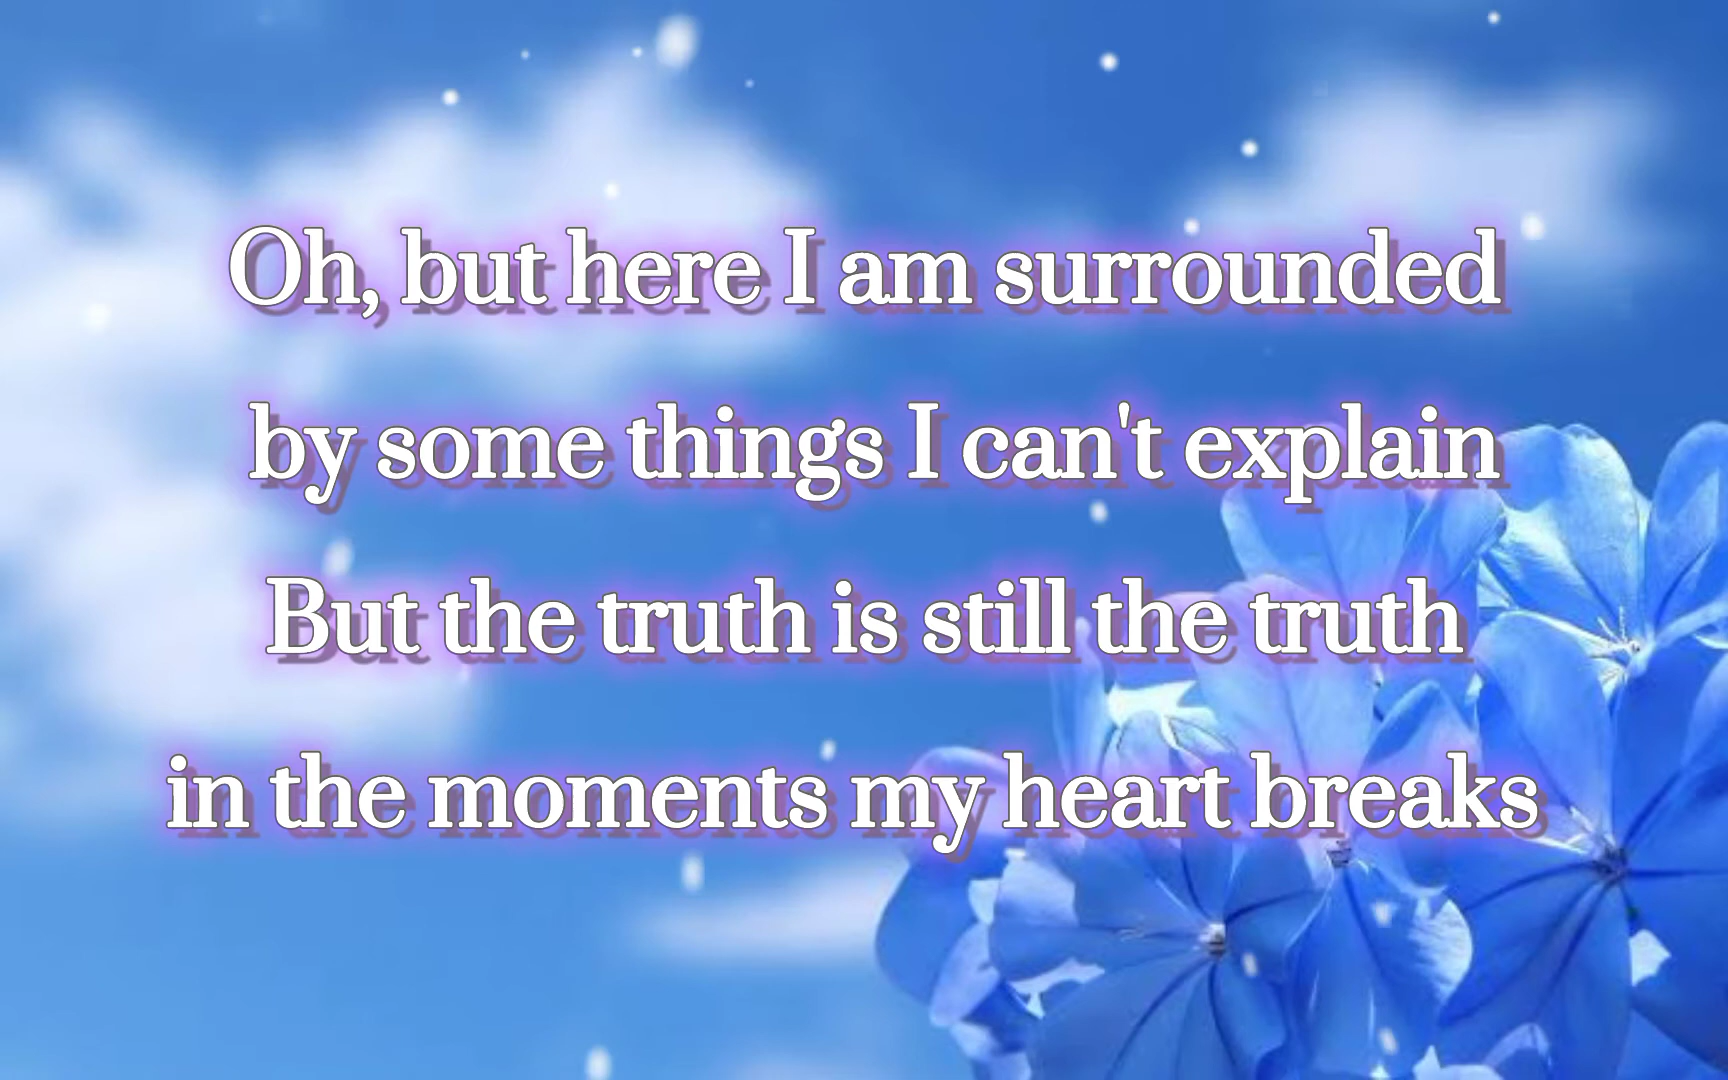 Oh, but here I am surrounded
by some things I can't explain
But the truth is still the truth
in the moments my heart breaks